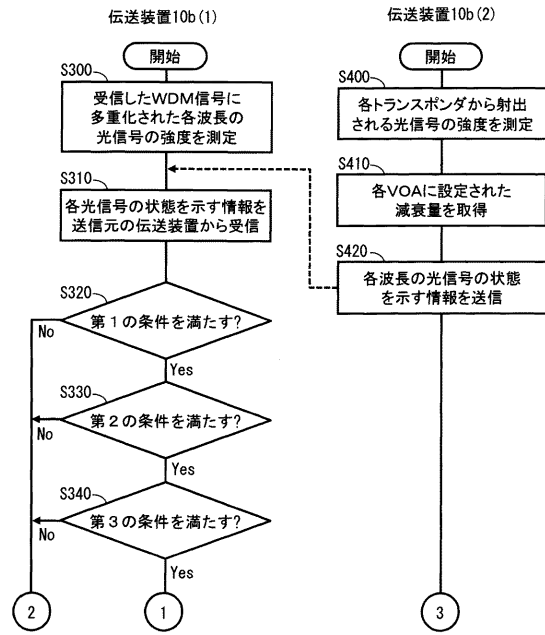 伝送装置10b(1)
開始
S300
受信したWDM信号に
多重化された各波長の
光信号の強度を測定
S310
各光信号の状態を示す情報を
送信元の伝送装置から受信
S320
第1の条件を満たす?
No
Yes
S330
第2の条件を満たす?
No
Yes
S340
第3の条件を満たす?
No
Yes
2
1
伝送装置10b(2)
開始
S400
各トランスポンダから射出
される光信号の強度を測定
S410
各VOAに設定された
減衰量を取得
S420
各波長の光信号の状態
を示す情報を送信
3